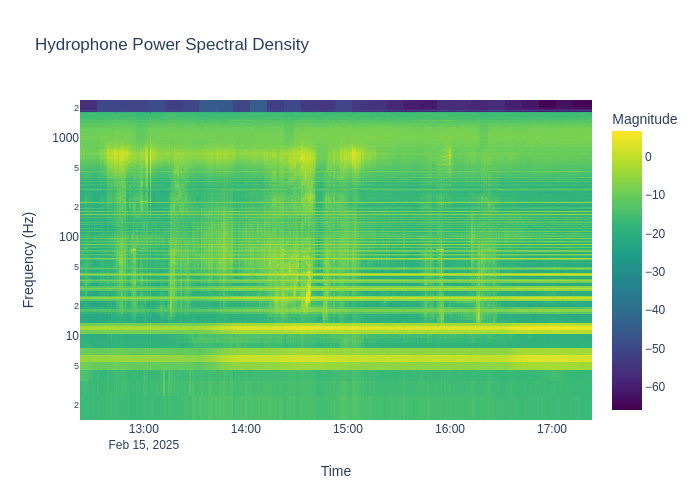 Hydrophone Power Spectral Density
Magnitude
0
−10
−20
−30
−40
−50
−60
Frequency (Hz)
2
1000
5
2
100
5
2
10
5
2
13:00 14:00 15:00 16:00 17:00
Feb 15, 2025
Time